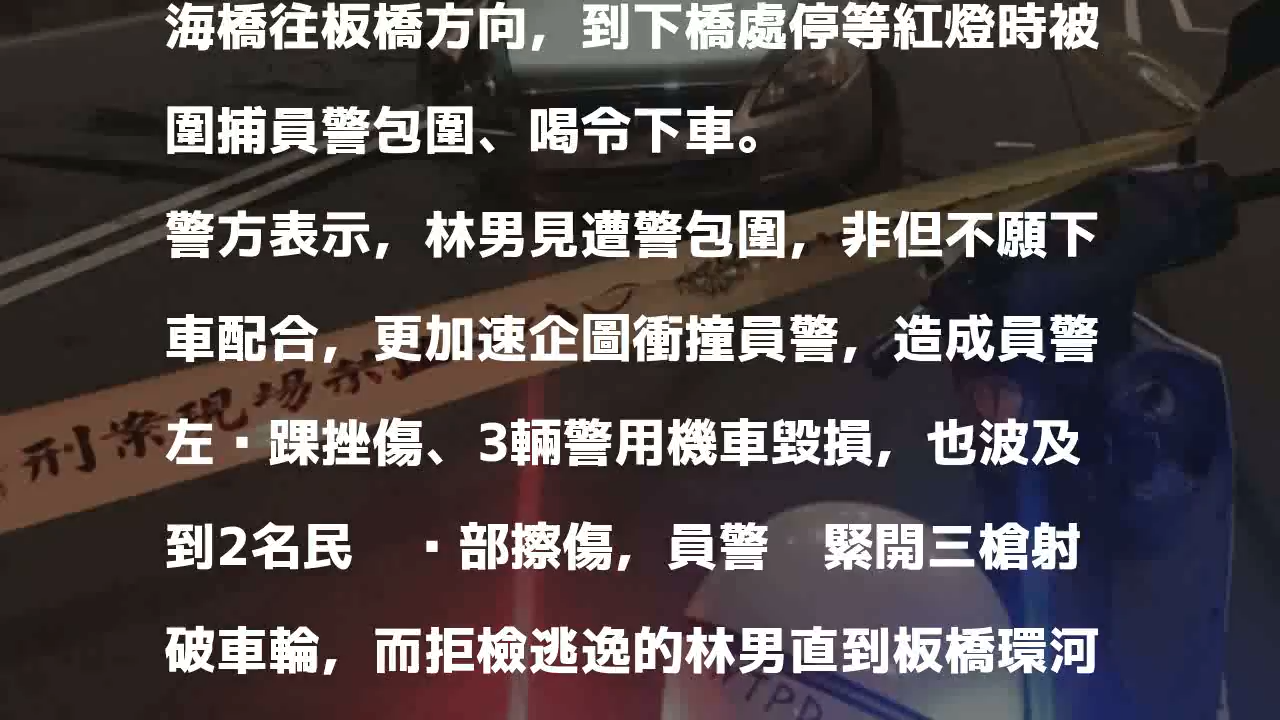 海橋往板橋方向，到下橋處停等紅燈時被
圍捕員警包圍、喝令下車。
警方表示，林男見遭警包圍，非但不願下
車配合，更加速企圖衝撞員警，造成員警
左▪踝挫傷、3輛警用機車毀損，也波及
到2名民　▪部擦傷，員警　緊開三槍射
破車輪，而拒檢逃逸的林男直到板橋環河
刑案現場
NTPD